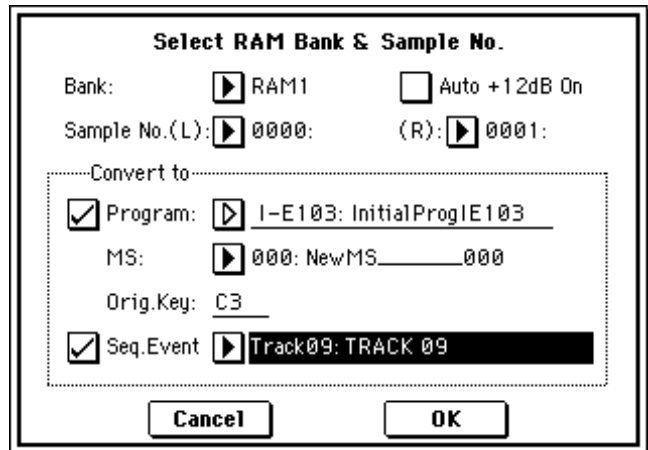 Select RAM Bank & Sample No.
Bank: RAM1 Auto +12dB On
Sample No.(L): 0000: (R): 0001:
Convert to
Program: I-E103: InitialProgIE103
MS: 000: NewMS_________000
Orig.Key: C3
Seq.Event Track09: TRACK 09
Cancel OK